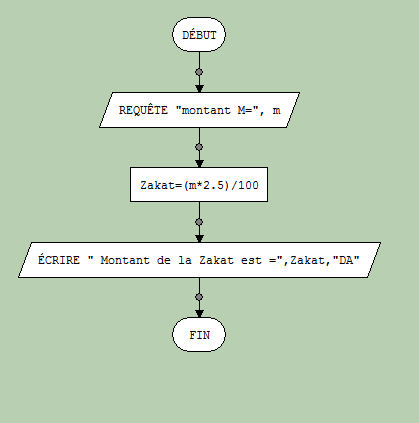 DÉBUT
REQUÊTE "montant M=", m
Zakat=(m*2.5)/100
ÉCRIRE " Montant de la Zakat est =",Zakat,"DA"
FIN